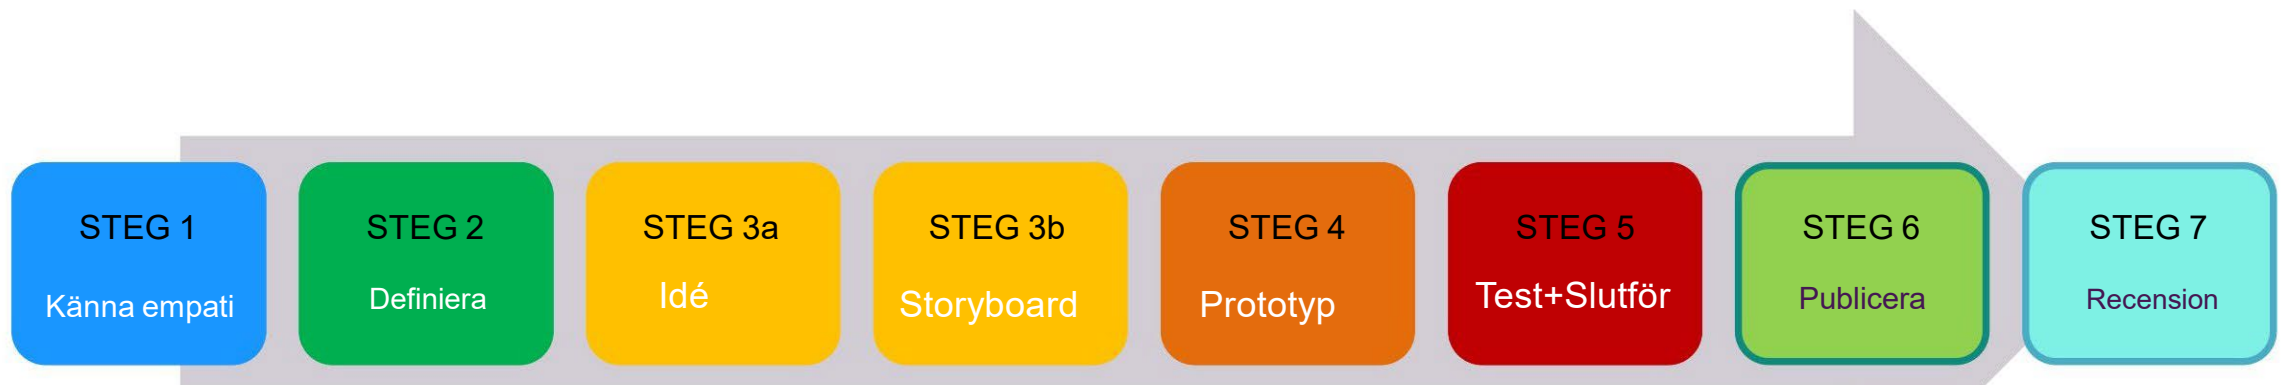 STEG 1
Känna empati
STEG 2
Definiera
STEG 3a
Idé
STEG 3b
Storyboard
STEG 4
Prototyp
STEG 5
Test+Slutför
STEG 6
Publicera
STEG 7
Recension